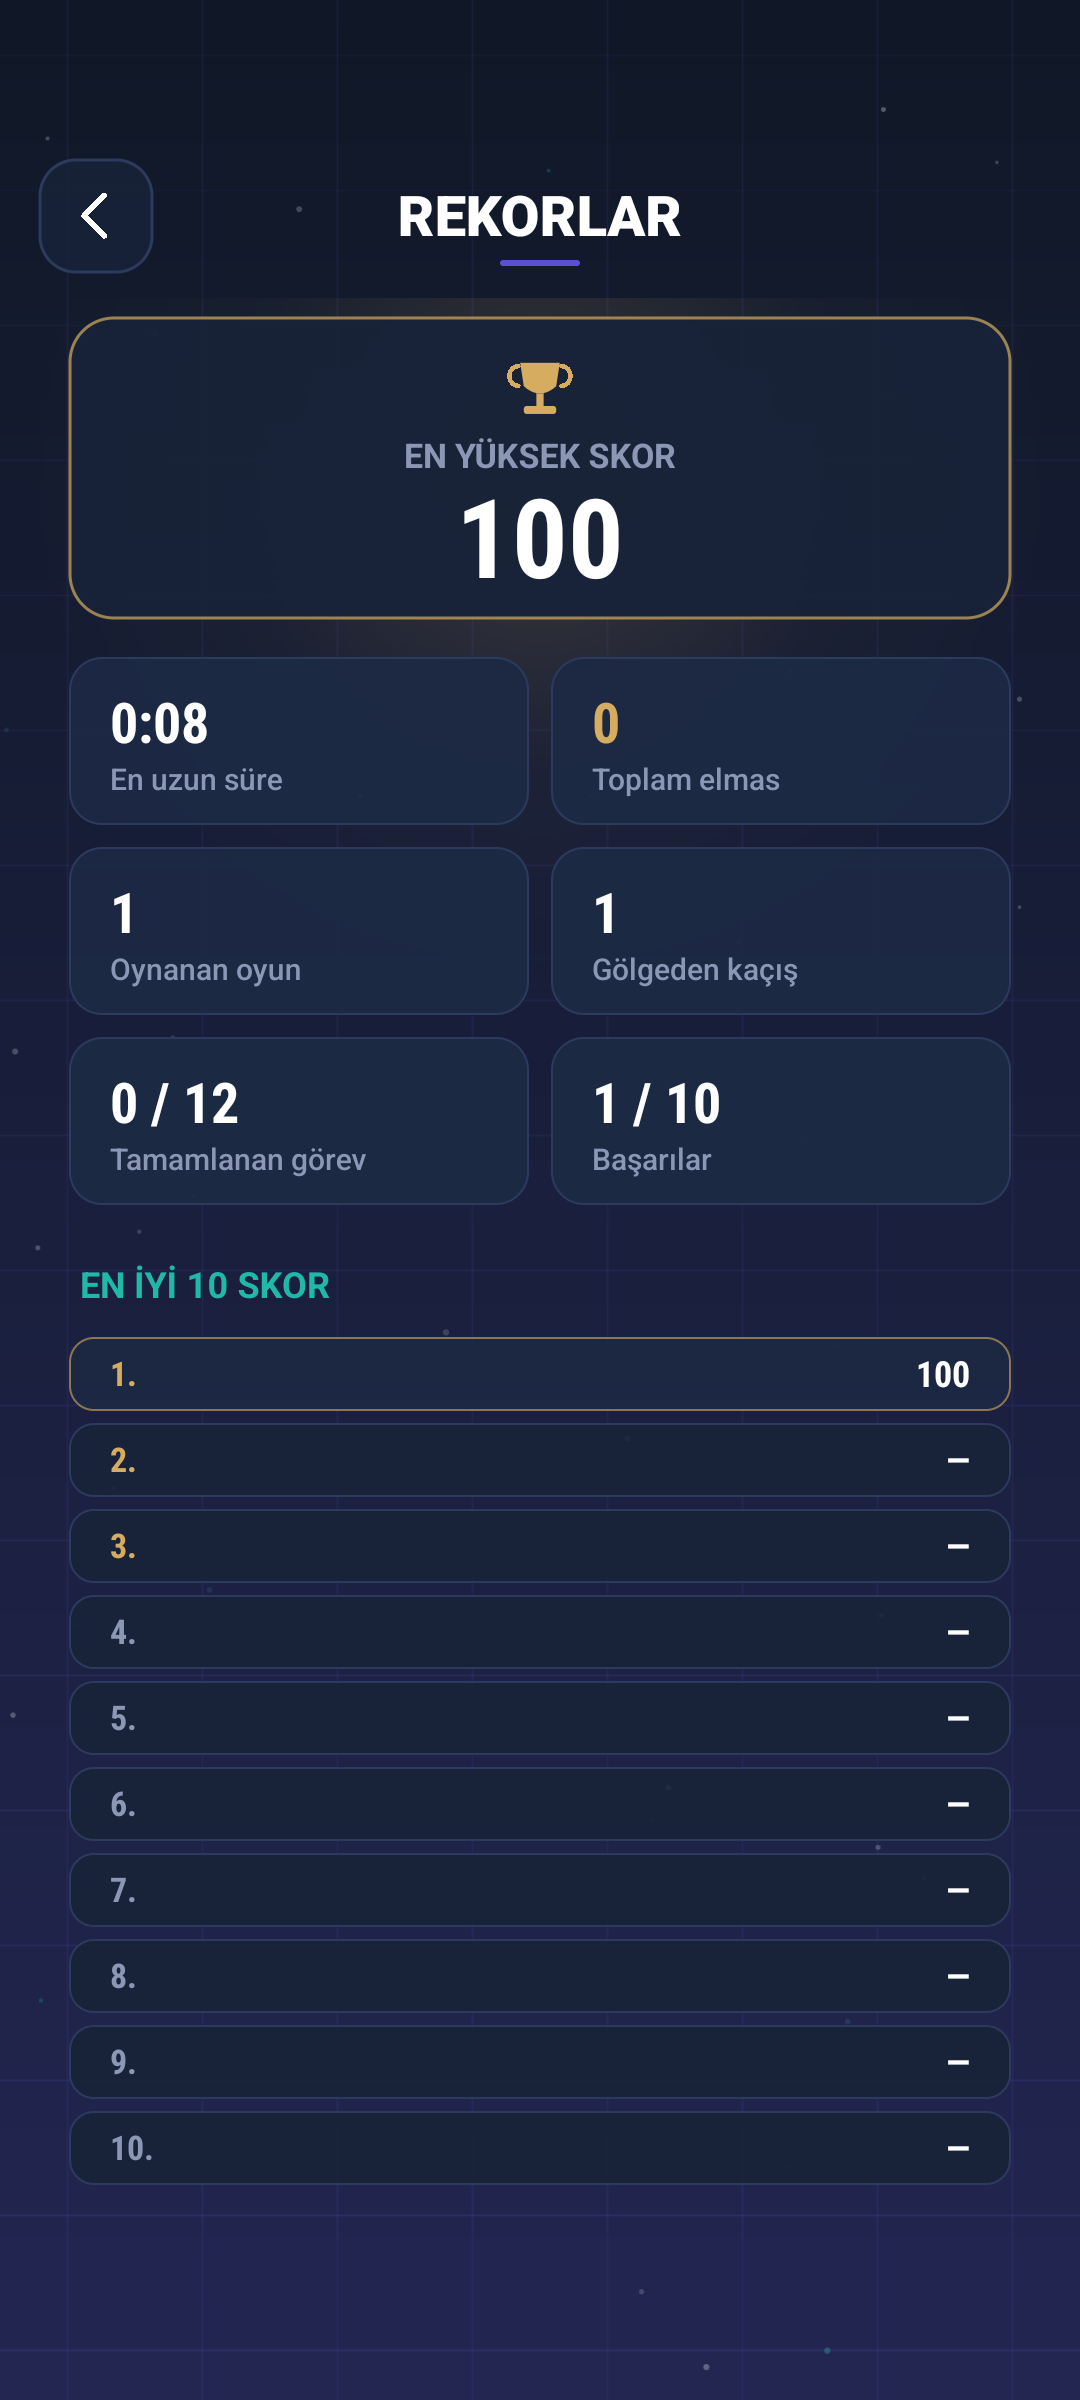 REKORLAR
EN YÜKSEK SKOR
100
0:08
En uzun süre
0
Toplam elmas
1
Oynanan oyun
1
Gölgeden kaçış
0 / 12
Tamamlanan görev
1 / 10
Başarılar
EN İYİ 10 SKOR
1. 100
2. –
3. –
4. –
5. –
6. –
7. –
8. –
9. –
10. –